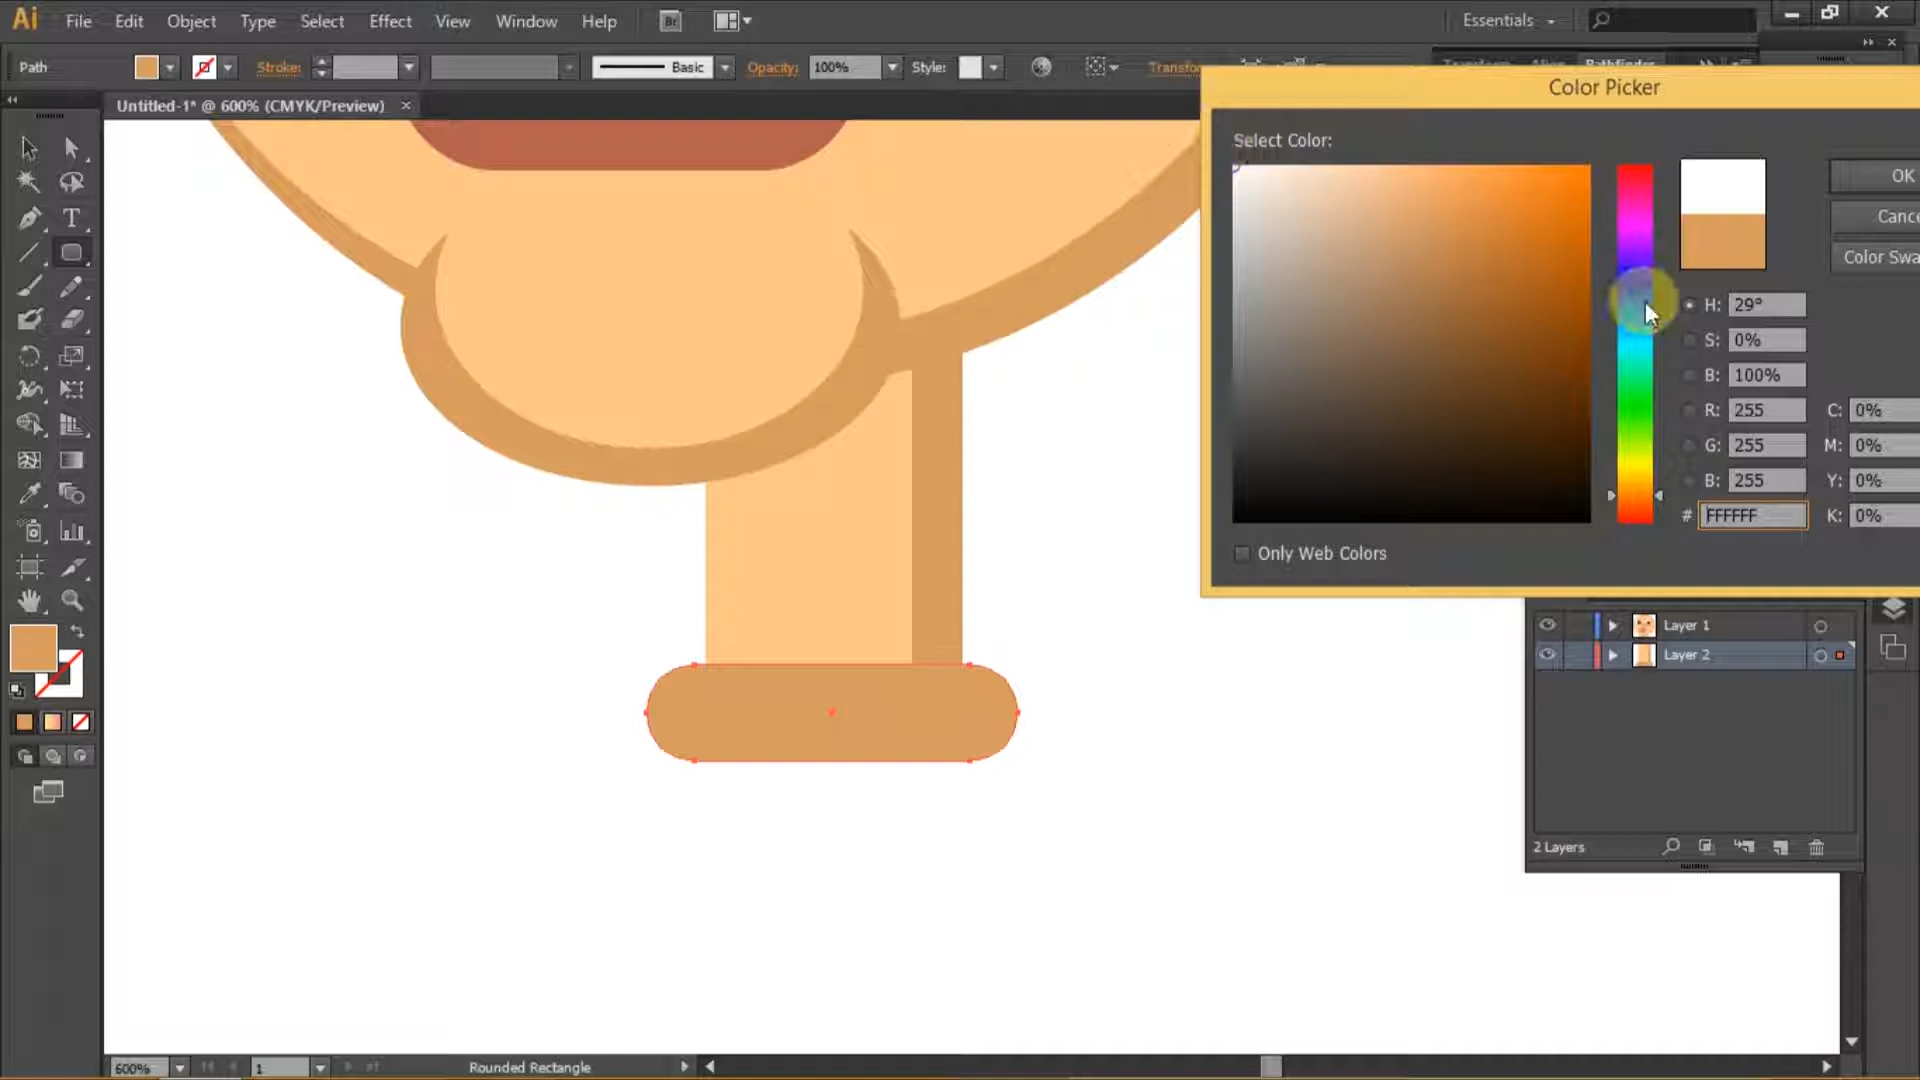 Ai File Edit Object Type Select Effect View Window Help Br Essentials
Path Stroke: Basic Opacity: 100% Style:
Untitled-1* @ 600% (CMYK/Preview) ×
Color Picker
Select Color:
OK
Color Swa
H: 29°
S: 0%
B: 100%
R: 255 C: 0%
G: 255 M: 0%
B: 255 Y: 0%
# FFFFFF K: 0%
Only Web Colors
Layer 1
Layer 2
2 Layers
600% 1 Rounded Rectangle